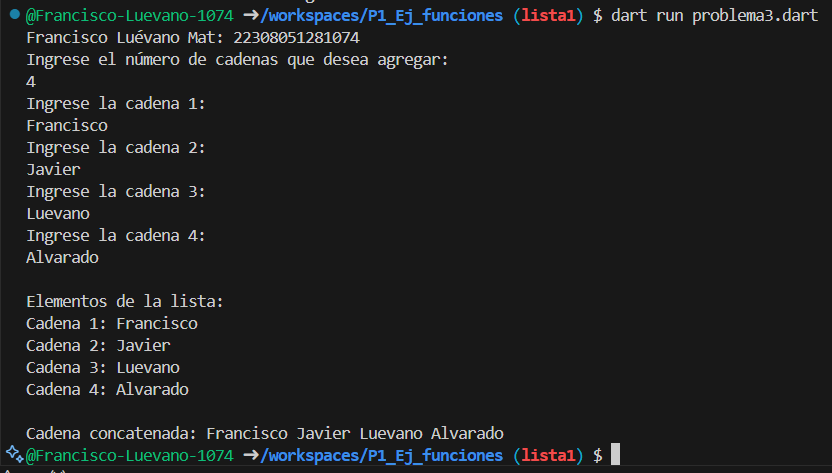 @Francisco-Luevano-1074 ➜/workspaces/P1_Ej_funciones (lista1) $ dart run problema3.dart
Francisco Luévano Mat: 22308051281074
Ingrese el número de cadenas que desea agregar:
4
Ingrese la cadena 1:
Francisco
Ingrese la cadena 2:
Javier
Ingrese la cadena 3:
Luevano
Ingrese la cadena 4:
Alvarado
Elementos de la lista:
Cadena 1: Francisco
Cadena 2: Javier
Cadena 3: Luevano
Cadena 4: Alvarado
Cadena concatenada: Francisco Javier Luevano Alvarado
@Francisco-Luevano-1074 ➜/workspaces/P1_Ej_funciones (lista1) $